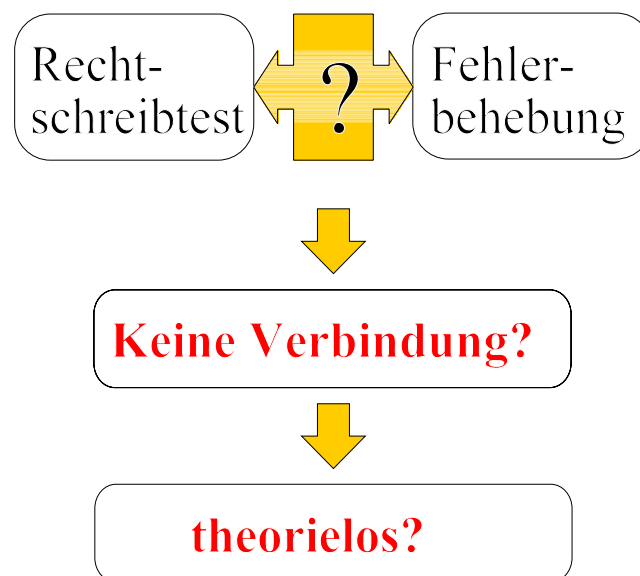 Recht-
schreibtest
?
Fehler-
behebung
Keine Verbindung?
theorielos?